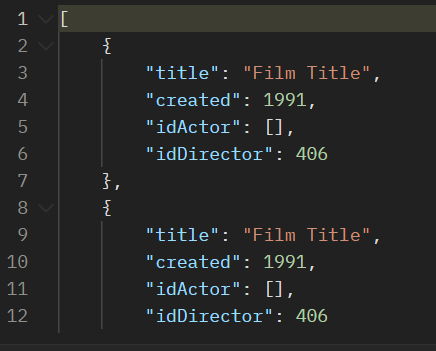 1 [
2     {
3         "title": "Film Title",
4         "created": 1991,
5         "idActor": [],
6         "idDirector": 406
7     },
8     {
9         "title": "Film Title",
10         "created": 1991,
11         "idActor": [],
12         "idDirector": 406